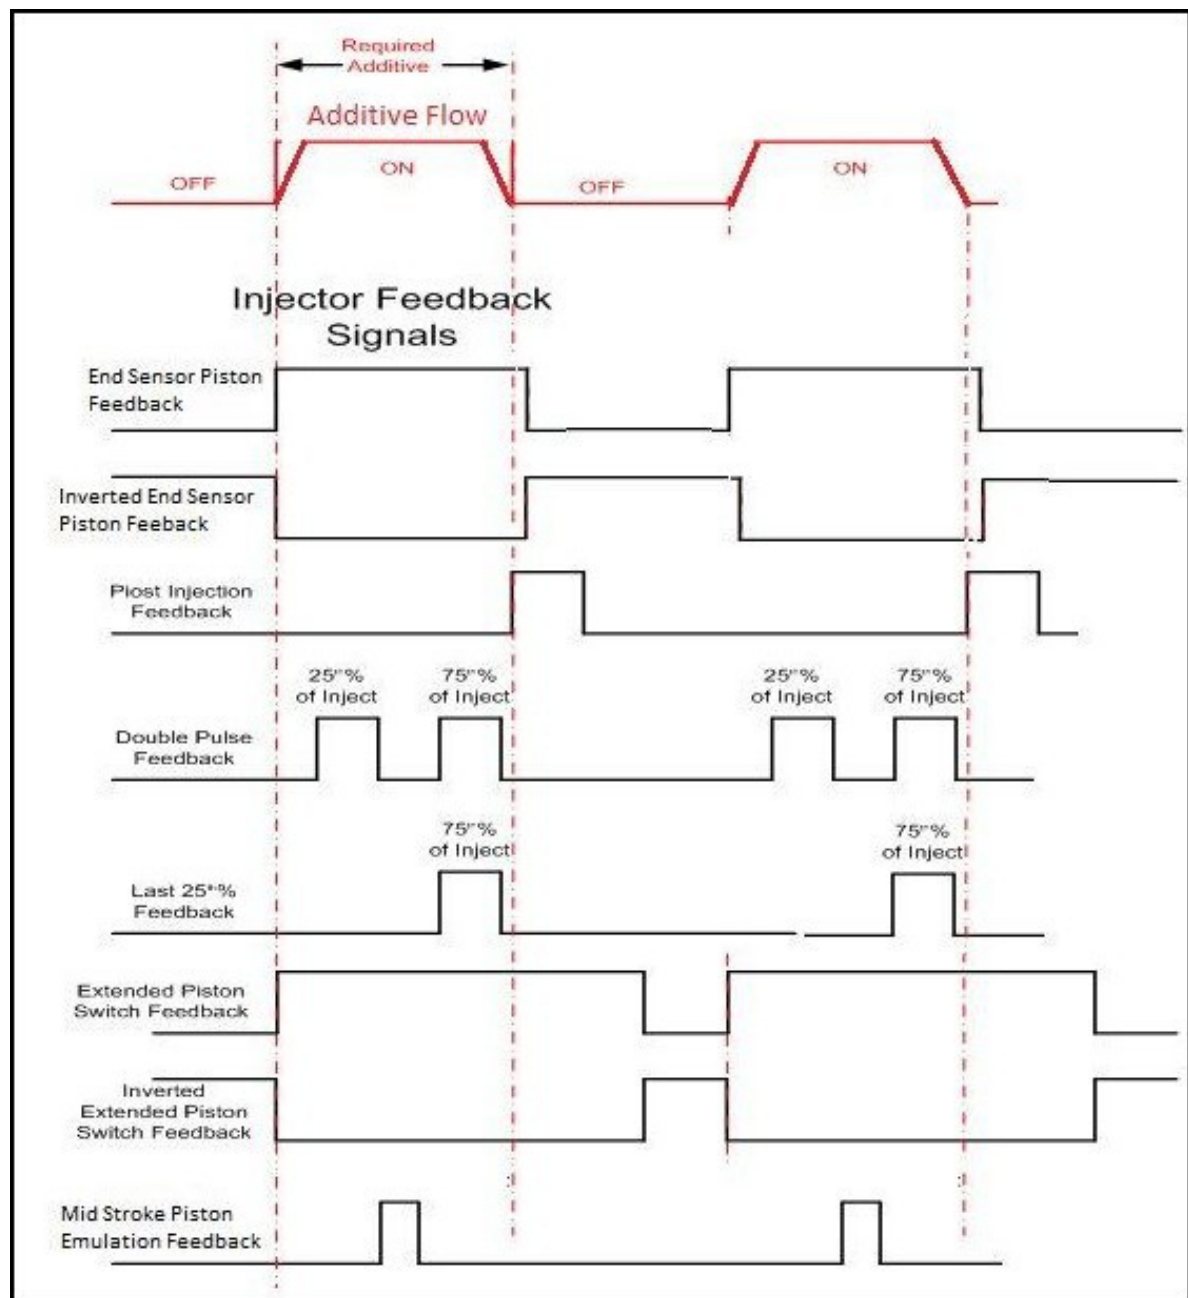 Required
Additive
Additive Flow
OFF
ON
OFF
ON
Injector Feedback
Signals
End Sensor Piston
Feedback
Inverted End Sensor
Piston Feeback
Piost Injection
Feedback
25"% 
of Inject
75"%
of Inject
25"%
of Inject
75"%
of Inject
Double Pulse
Feedback
75"%
of Inject
75"%
of Inject
Last 25"%
Feedback
Extended Piston
Switch Feedback
Inverted
Extended Piston
Switch Feedback
Mid Stroke Piston
Emulation Feedback